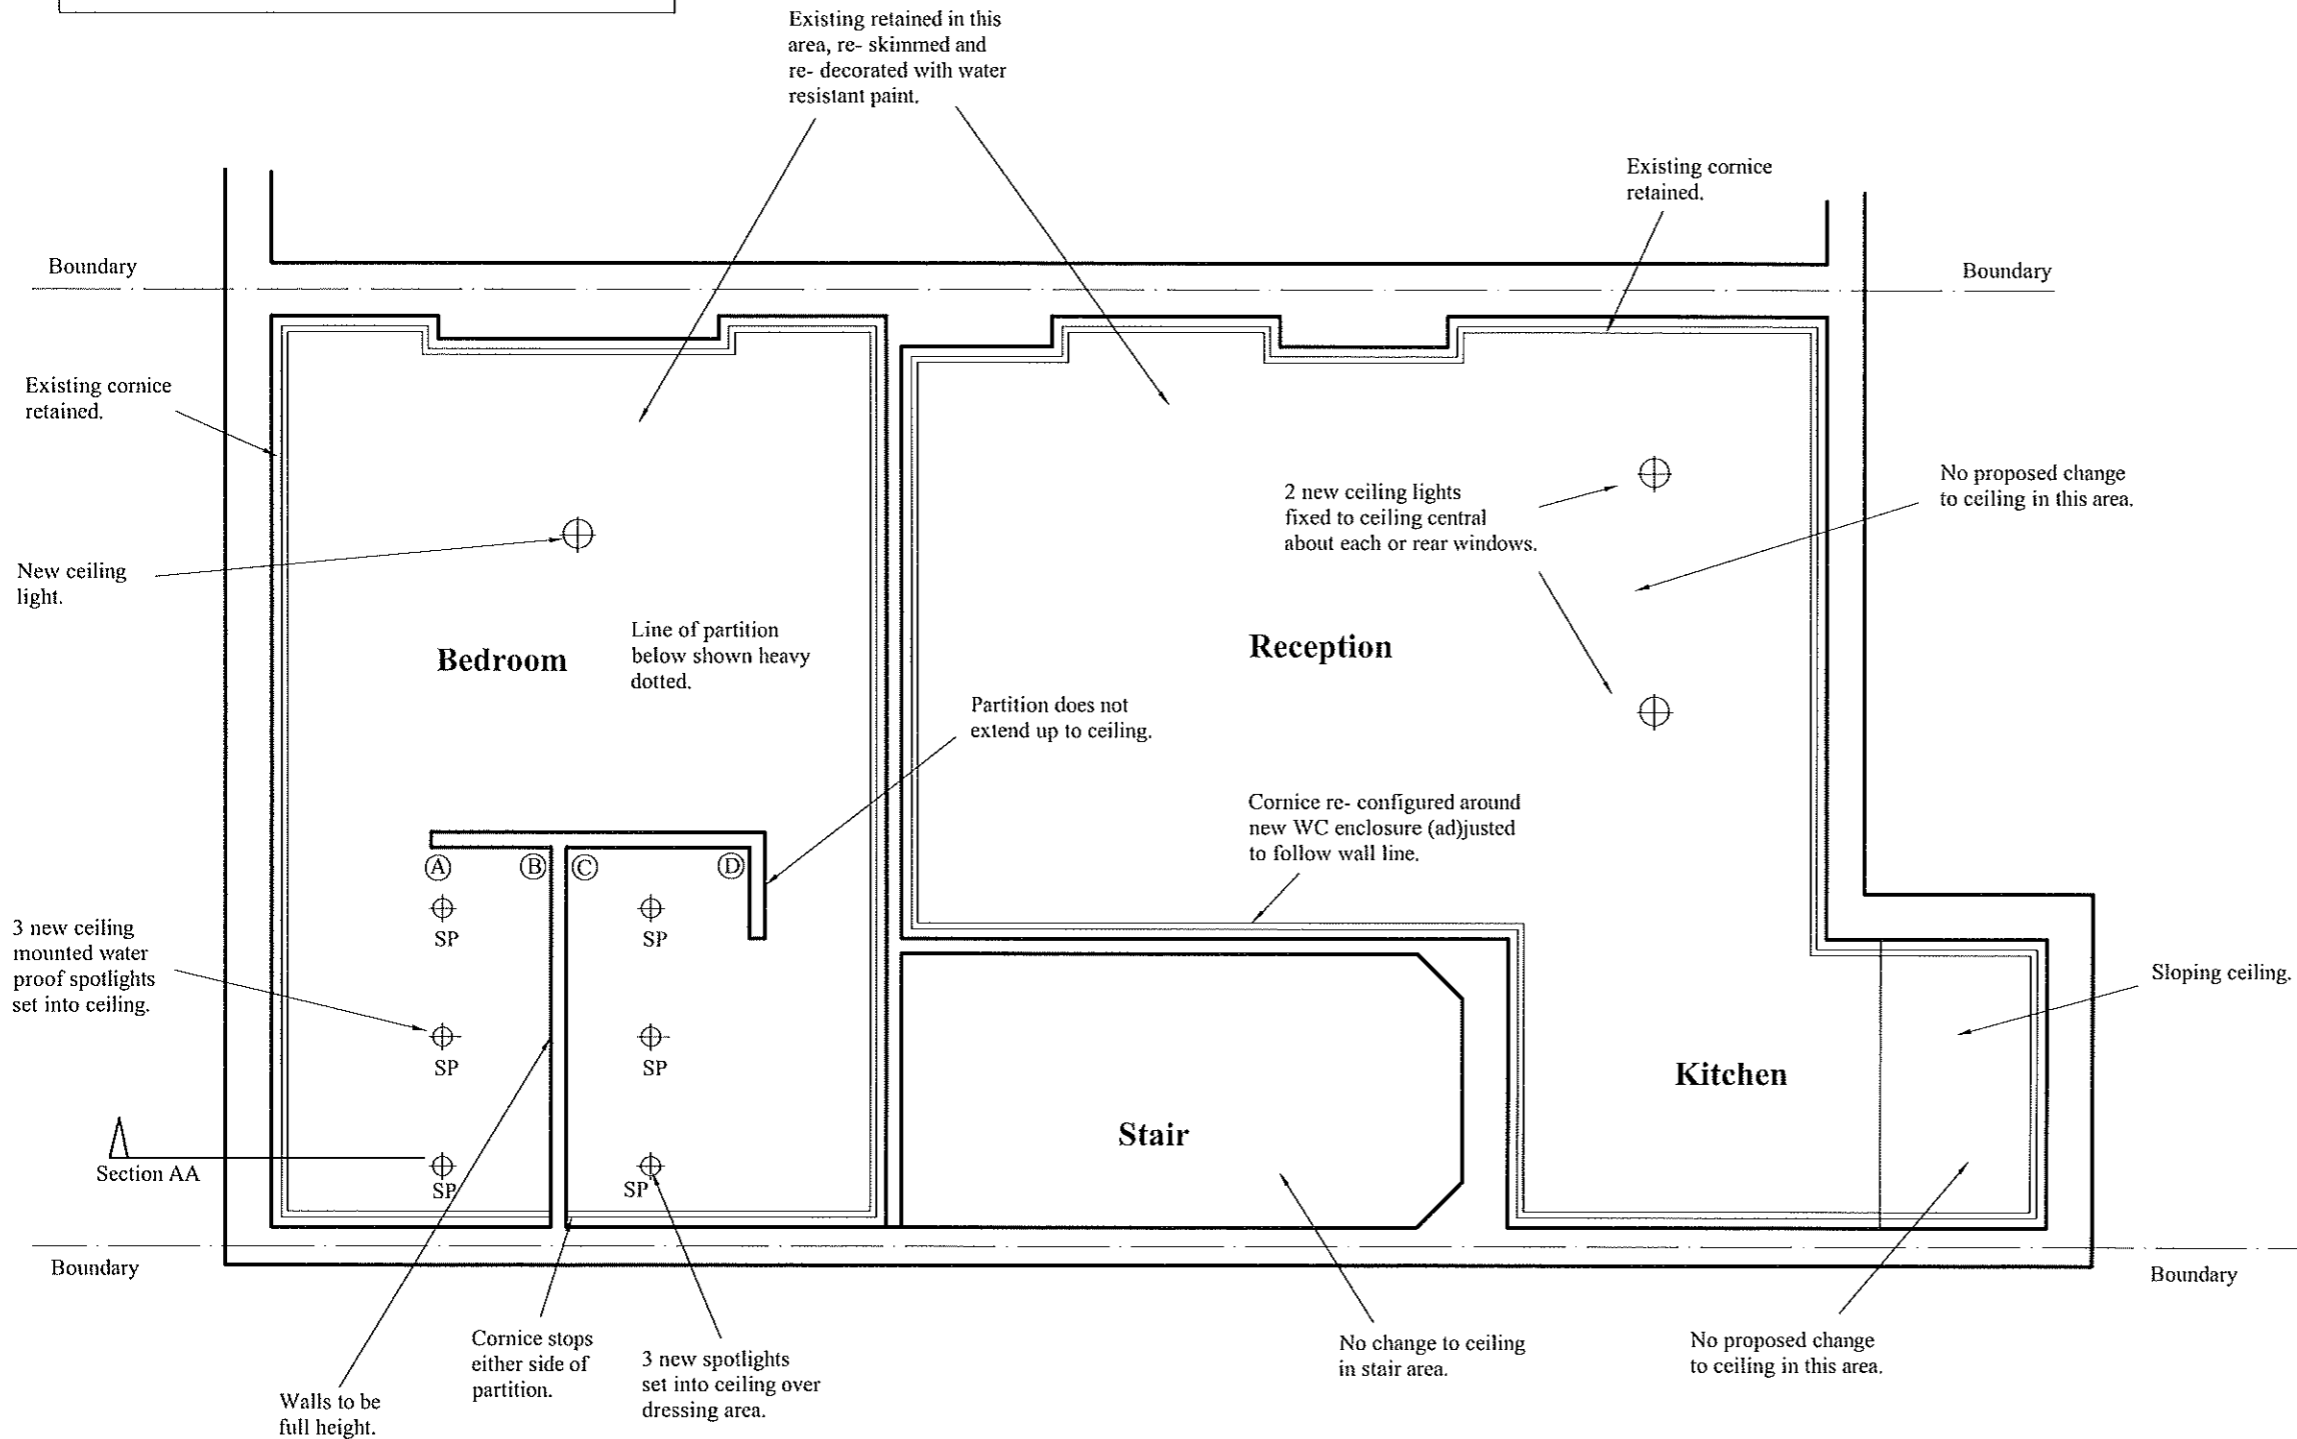 Existing retained in this
area, re- skimmed and
re- decorated with water
resistant paint.
Existing cornice
retained.
Boundary
Boundary
Existing cornice
retained.
New ceiling
light.
2 new ceiling lights
fixed to ceiling central
about each or rear windows.
No proposed change
to ceiling in this area.
Bedroom
Line of partition
below shown heavy
dotted.
Reception
Partition does not
extend up to ceiling.
Cornice re- configured around
new WC enclosure (ad)justed
to follow wall line.
A
B
C
D
3 new ceiling
mounted water
proof spotlights
set into ceiling.
SP
SP
SP
SP
SP
SP
Sloping ceiling.
Kitchen
Stair
Section AA
Boundary
Boundary
Walls to be
full height.
Cornice stops
either side of
partition.
3 new spotlights
set into ceiling over
dressing area.
No change to ceiling
in stair area.
No proposed change
to ceiling in this area.